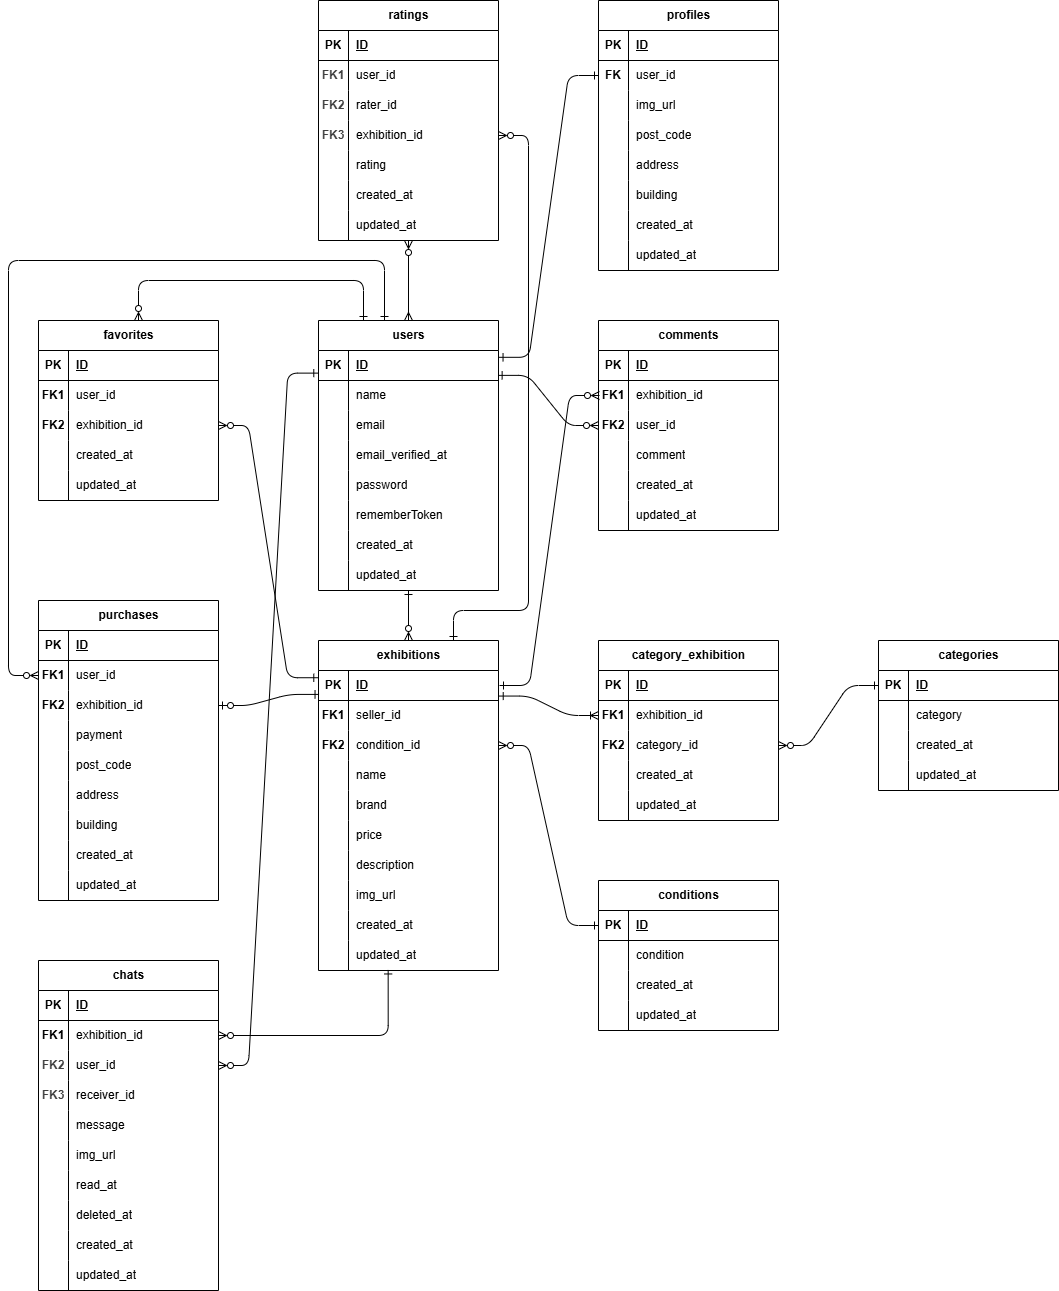 ratings
PK ID
FK1 user_id
FK2 rater_id
FK3 exhibition_id
rating
created_at
updated_at
profiles
PK ID
FK user_id
img_url
post_code
address
building
created_at
updated_at
favorites
PK ID
FK1 user_id
FK2 exhibition_id
created_at
updated_at
users
PK ID
name
email
email_verified_at
password
rememberToken
created_at
updated_at
comments
PK ID
FK1 exhibition_id
FK2 user_id
comment
created_at
updated_at
purchases
PK ID
FK1 user_id
FK2 exhibition_id
payment
post_code
address
building
created_at
updated_at
exhibitions
PK ID
FK1 seller_id
FK2 condition_id
name
brand
price
description
img_url
created_at
updated_at
category_exhibition
PK ID
FK1 exhibition_id
FK2 category_id
created_at
updated_at
categories
PK ID
category
created_at
updated_at
conditions
PK ID
condition
created_at
updated_at
chats
PK ID
FK1 exhibition_id
FK2 user_id
FK3 receiver_id
message
img_url
read_at
deleted_at
created_at
updated_at